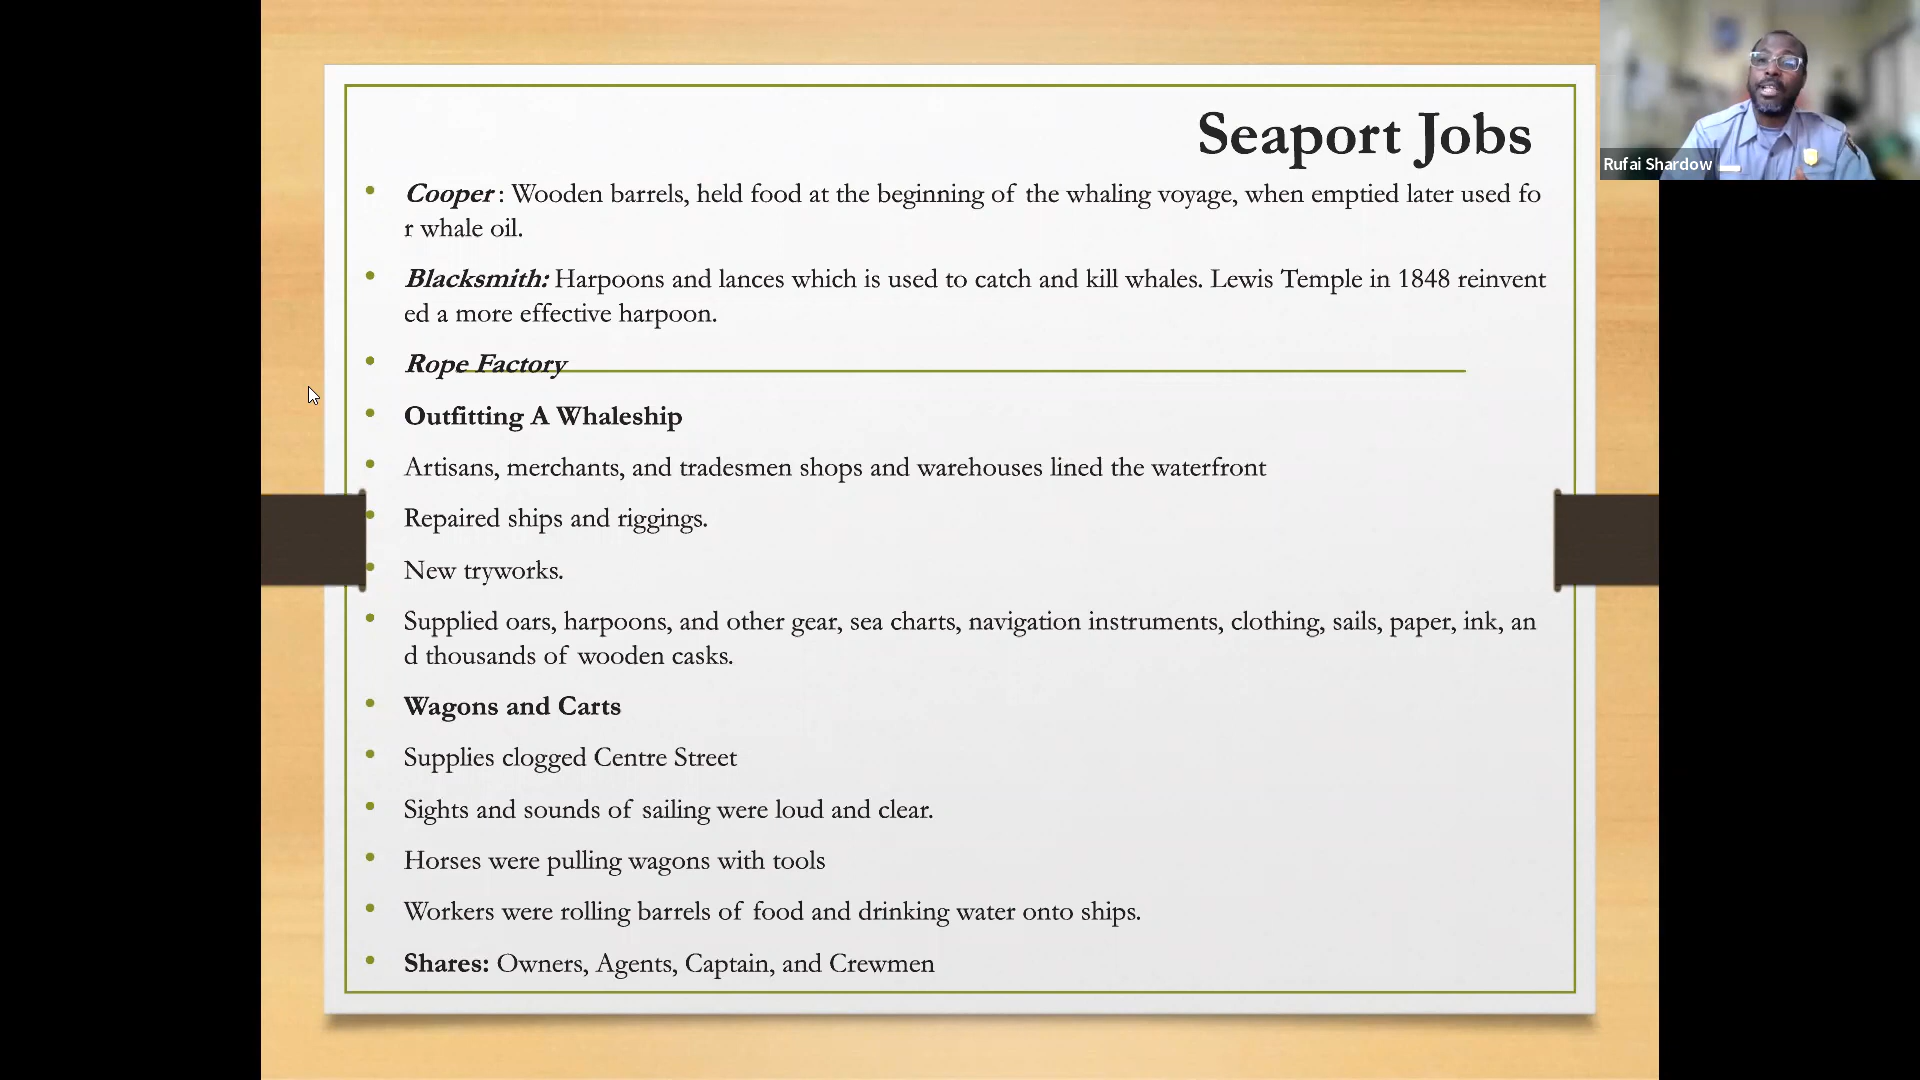 Seaport Jobs
Rufai Shardow
Cooper : Wooden barrels, held food at the beginning of the whaling voyage, when emptied later used fo
r whale oil.
Blacksmith: Harpoons and lances which is used to catch and kill whales. Lewis Temple in 1848 reinvent
ed a more effective harpoon.
Rope Factory
Outfitting A Whaleship
Artisans, merchants, and tradesmen shops and warehouses lined the waterfront
Repaired ships and riggings.
New tryworks.
Supplied oars, harpoons, and other gear, sea charts, navigation instruments, clothing, sails, paper, ink, an
d thousands of wooden casks.
Wagons and Carts
Supplies clogged Centre Street
Sights and sounds of sailing were loud and clear.
Horses were pulling wagons with tools
Workers were rolling barrels of food and drinking water onto ships.
Shares: Owners, Agents, Captain, and Crewmen